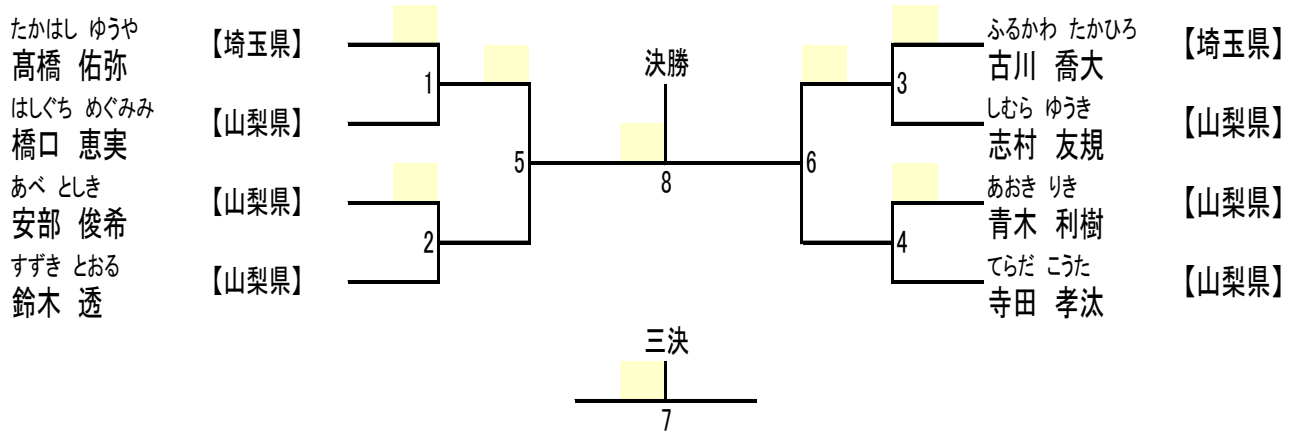 たかはし ゆうや
髙橋 佑弥
【埼玉県】
はしぐち めぐみみ
橋口 恵実
【山梨県】
あべ としき
安部 俊希
【山梨県】
すずき とおる
鈴木 透
【山梨県】
1
2
5
決勝
8
6
3
4
ふるかわ たかひろ
古川 喬大
【埼玉県】
しむら ゆうき
志村 友規
【山梨県】
あおき りき
青木 利樹
【山梨県】
てらだ こうた
寺田 孝汰
【山梨県】
三決
7